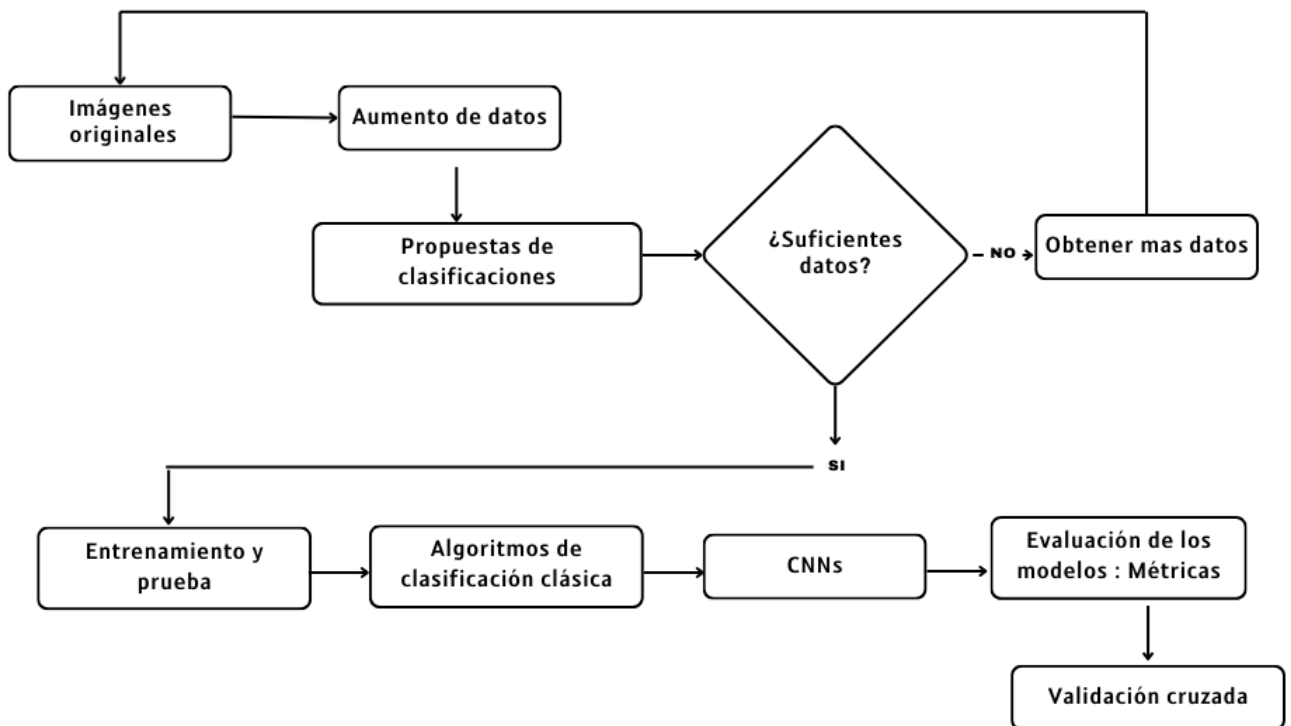 Imágenes
originales
Aumento de datos
Propuestas de
clasificaciones
¿Suficientes
datos?
NO
Obtener mas datos
SI
Entrenamiento y
prueba
Algoritmos de
clasificación clásica
CNNs
Evaluación de los
modelos : Métricas
Validación cruzada